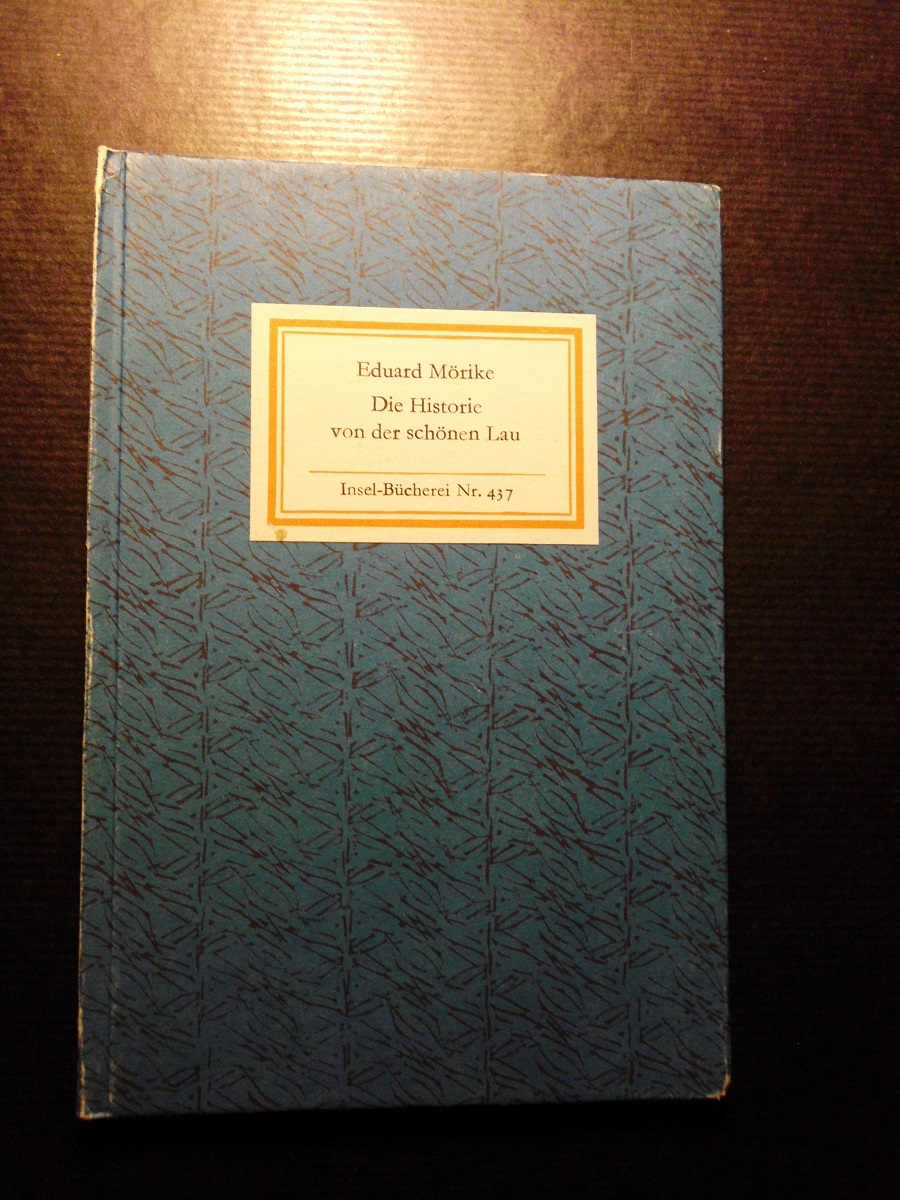 Eduard Mörike
Die Historie
von der schönen Lau
Insel-Bücherei Nr. 437